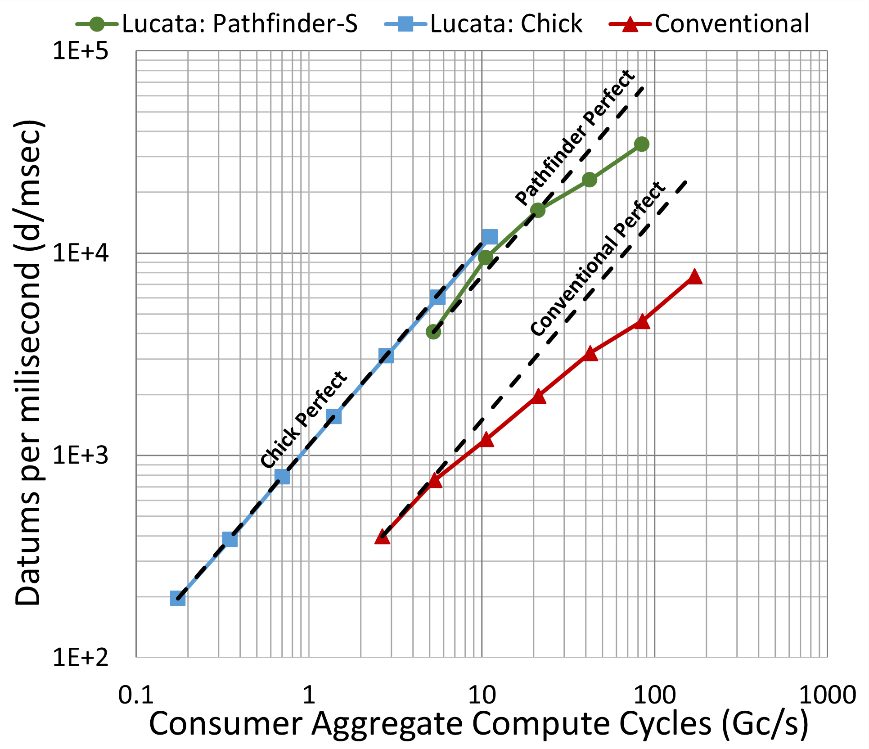 Lucata: Pathfinder-S Lucata: Chick Conventional
1E+5
1E+4
1E+3
1E+2
Datums per milisecond (d/msec)
Pathfinder Perfect
Conventional Perfect
Chick Perfect
0.1 1 10 100 1000
Consumer Aggregate Compute Cycles (Gc/s)